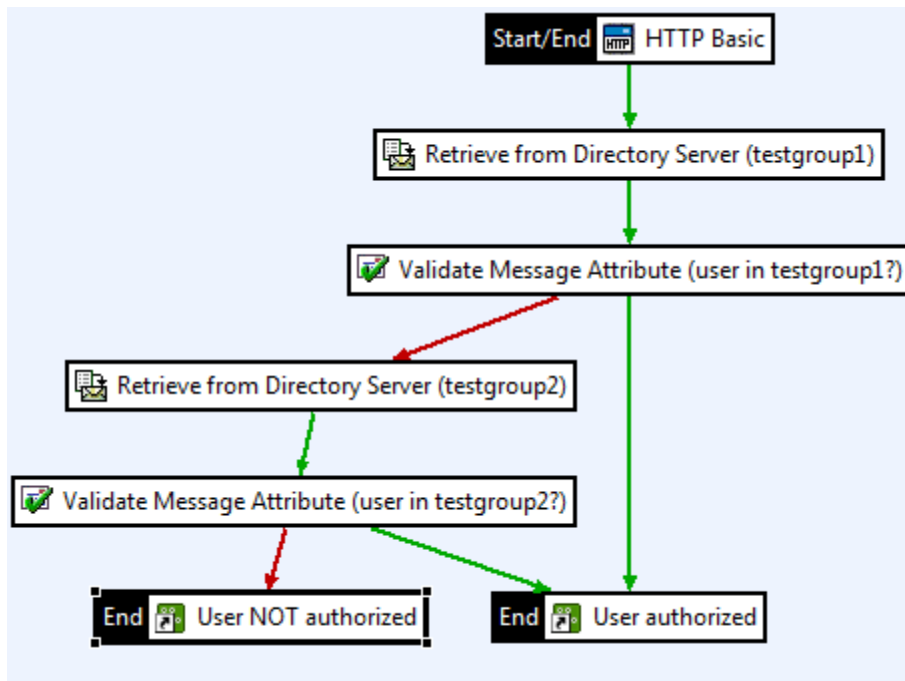 Start/End HTTP HTTP Basic
Retrieve from Directory Server (testgroup1)
Validate Message Attribute (user in testgroup1?)
Retrieve from Directory Server (testgroup2)
Validate Message Attribute (user in testgroup2?)
End User NOT authorized
End User authorized